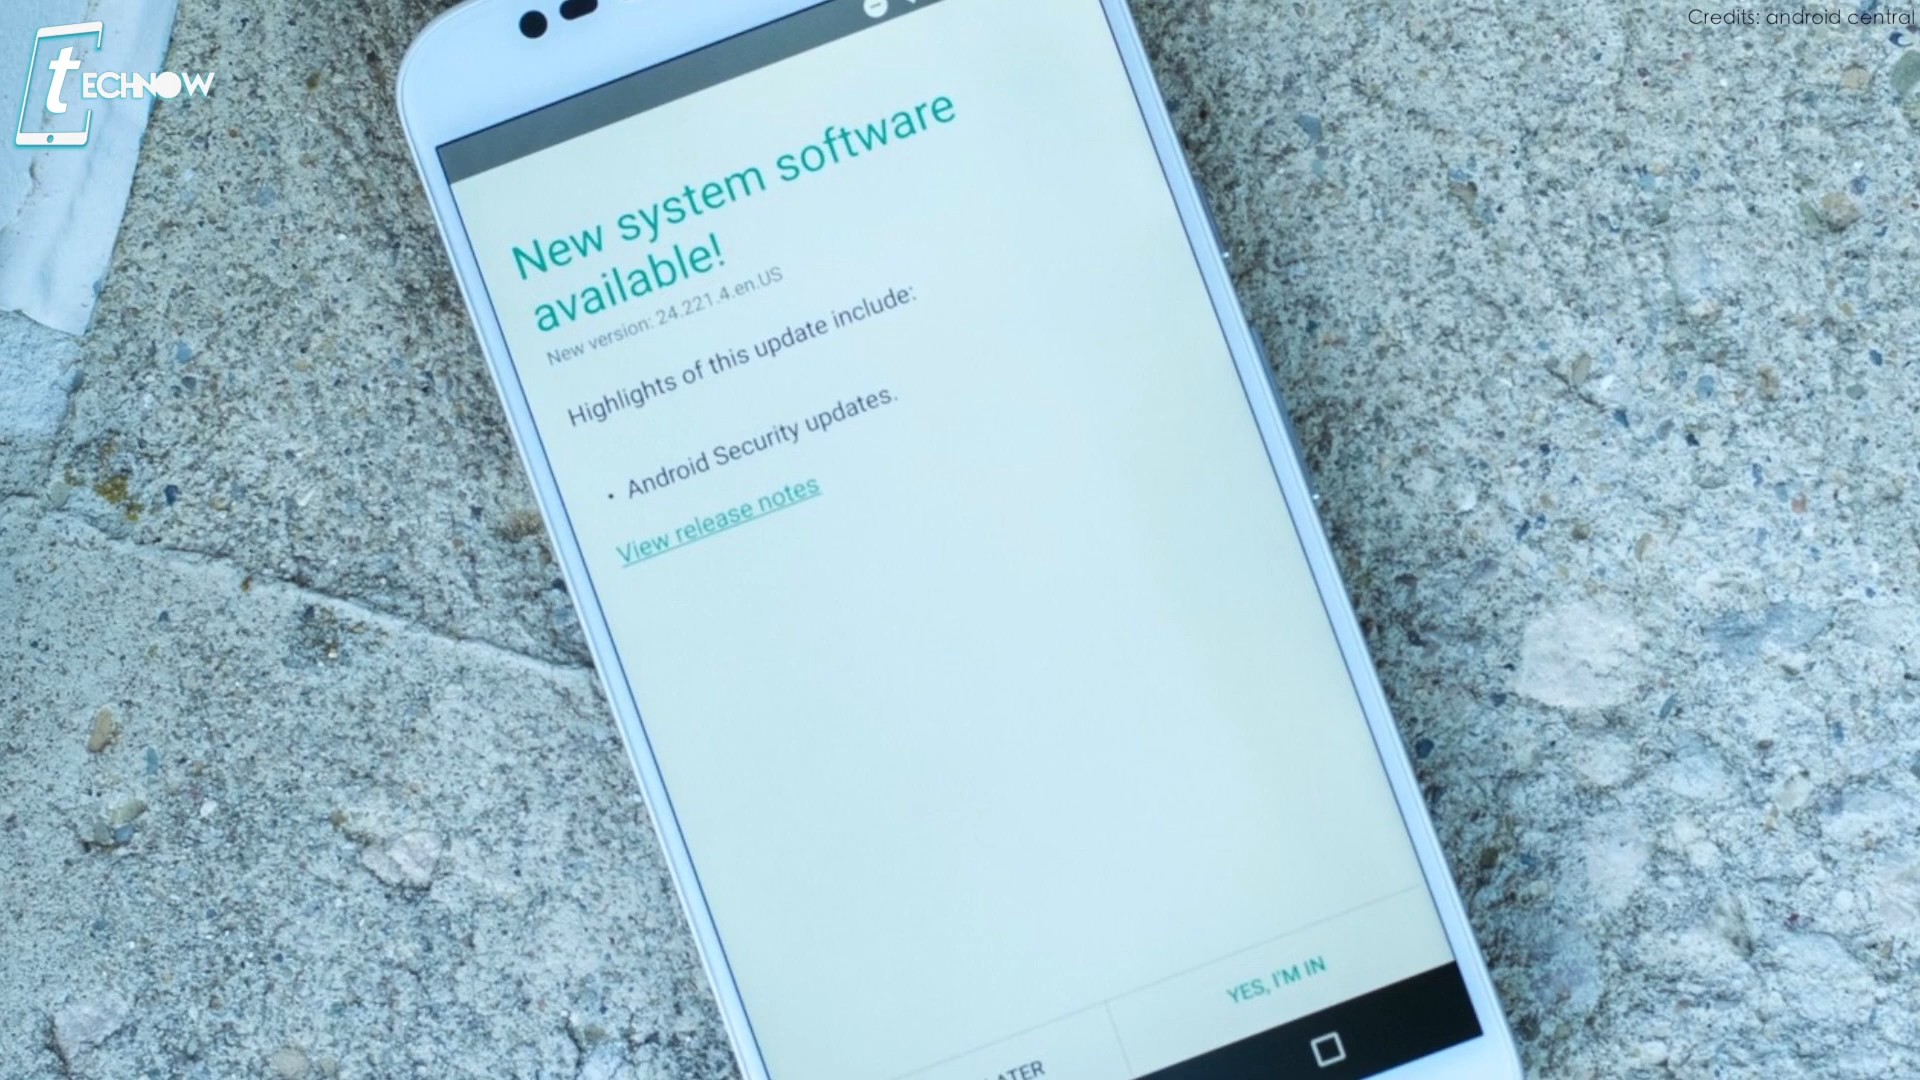 Credits: android central
tECHNOW
New system software
available!
New version: 24.221.4.en.US
Highlights of this update include:
• Android Security updates.
View release notes
YES, I'M IN